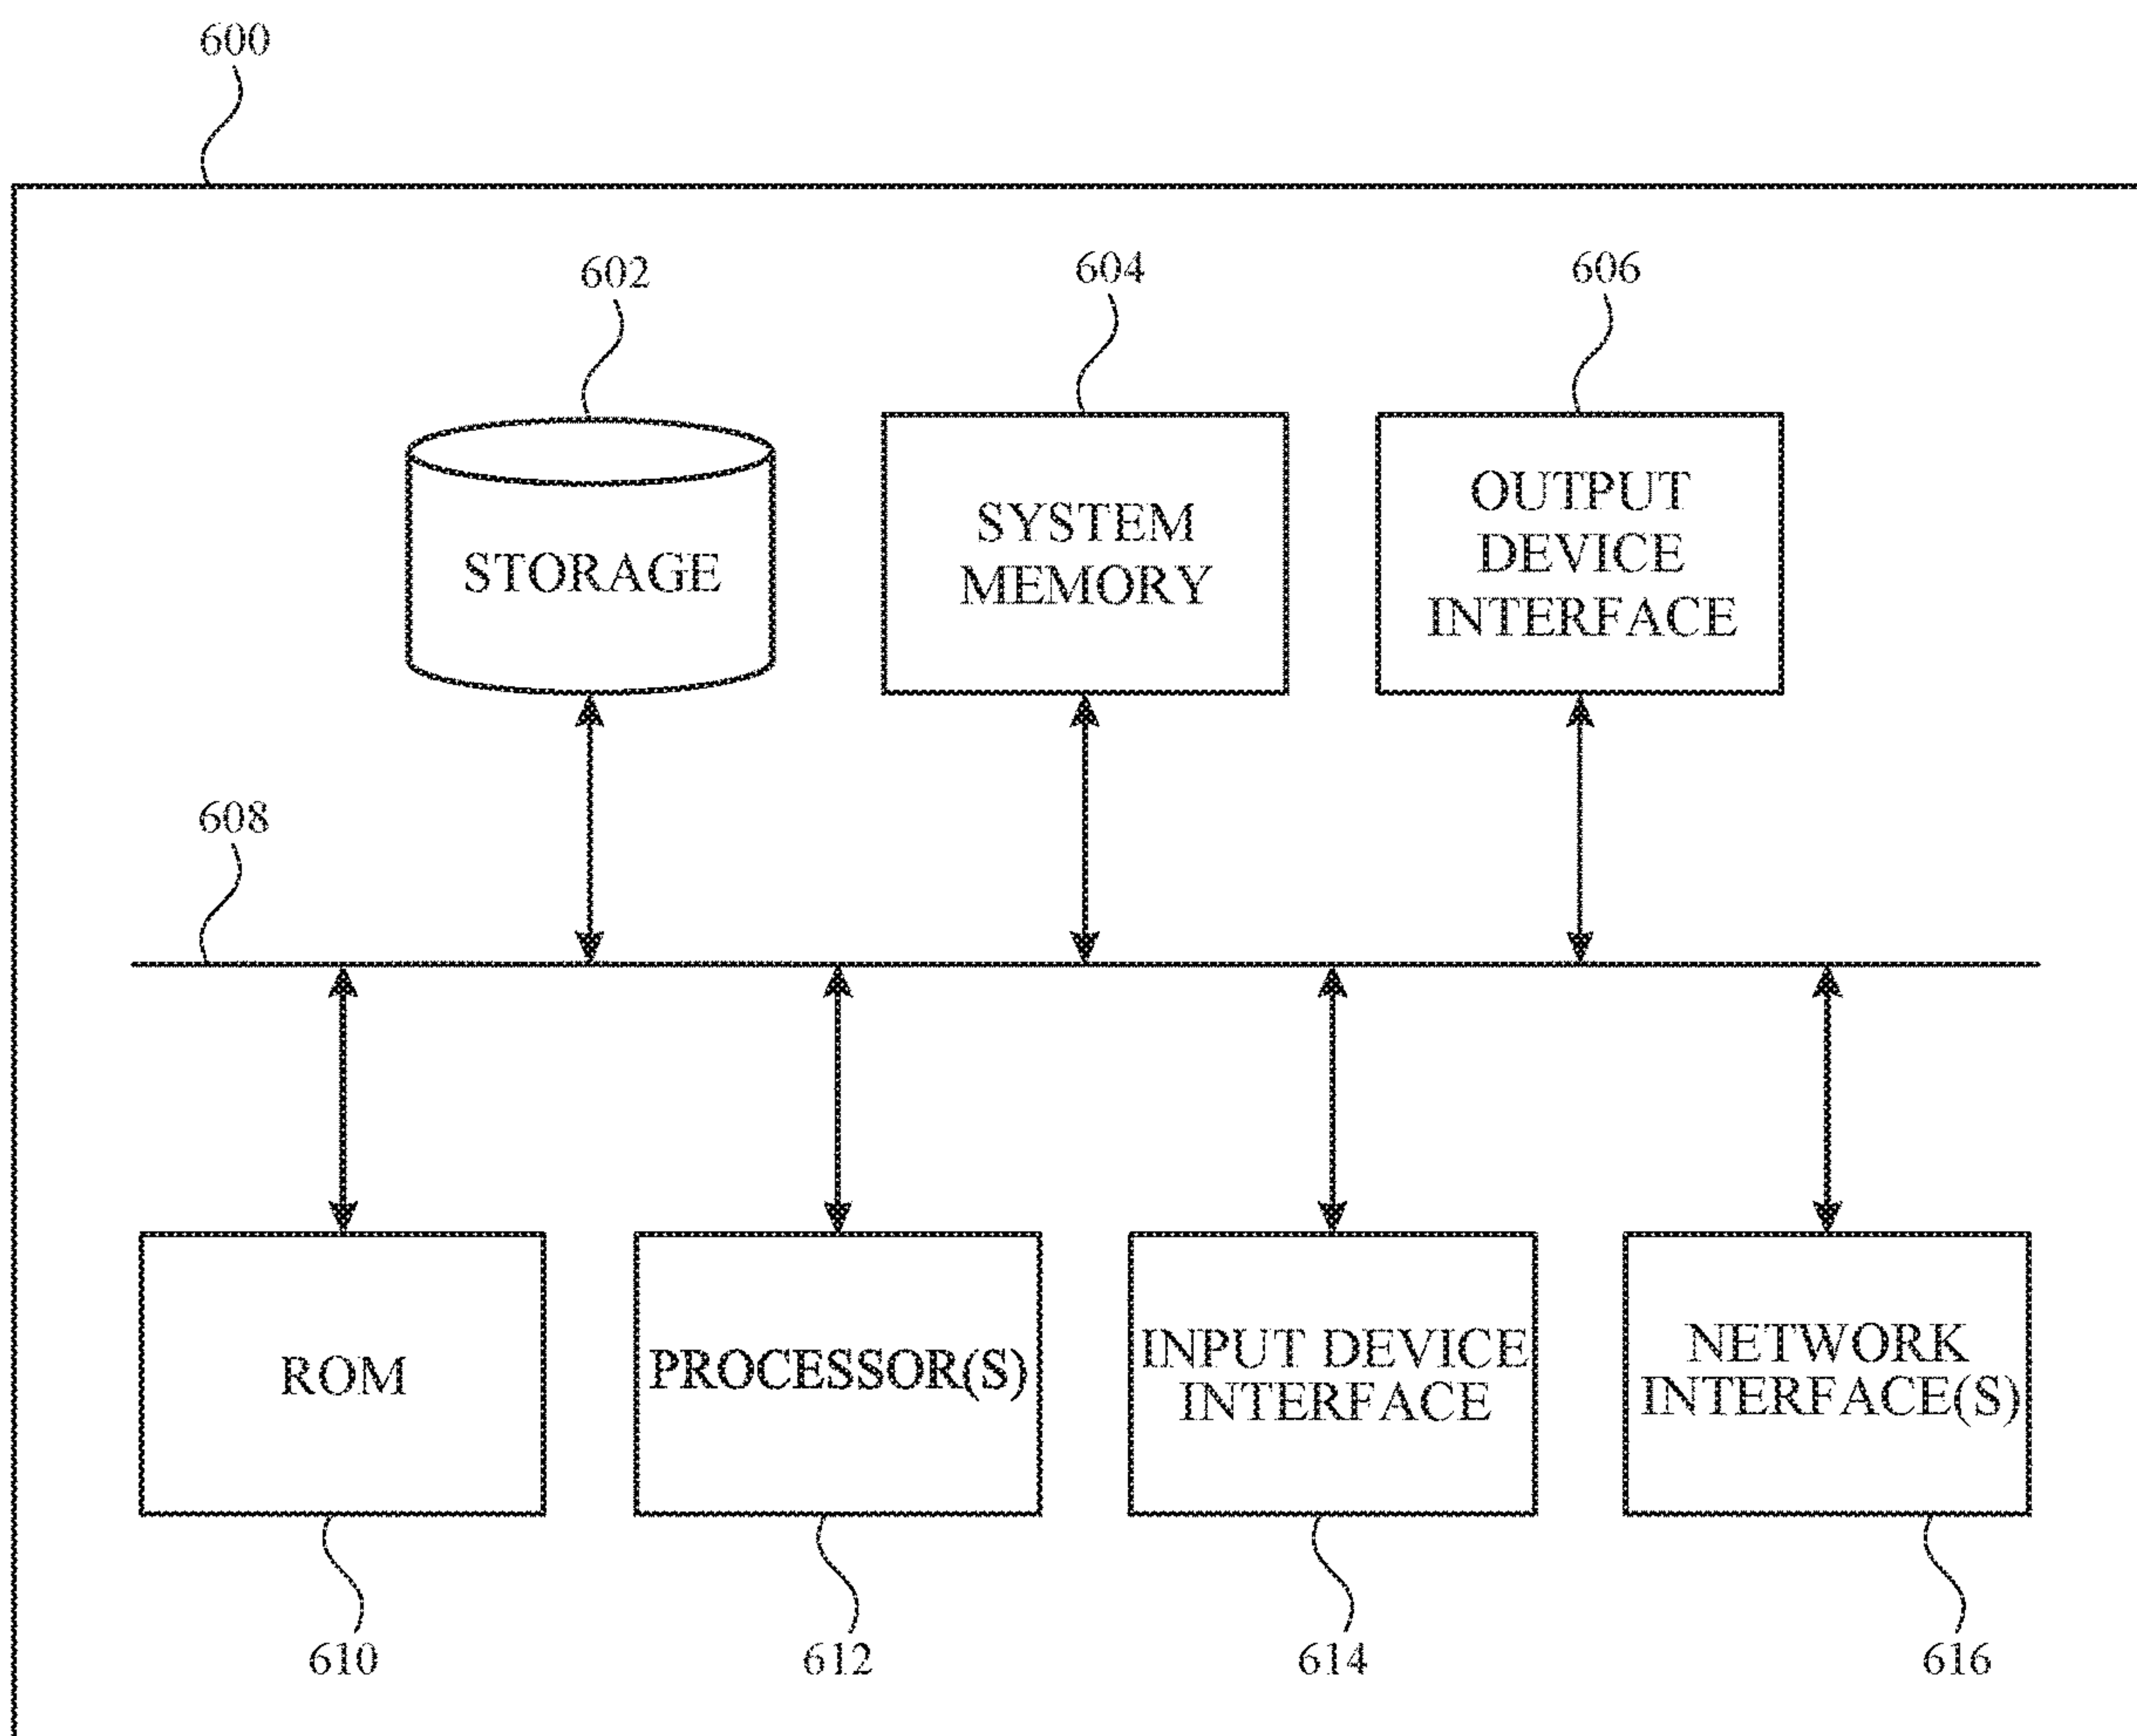 600
602
604
606
STORAGE
SYSTEM
MEMORY
OUTPUT
DEVICE
INTERFACE
608
ROM
PROCESSOR(S)
INPUT DEVICE
INTERFACE
NETWORK
INTERFACE(S)
610
612
614
616